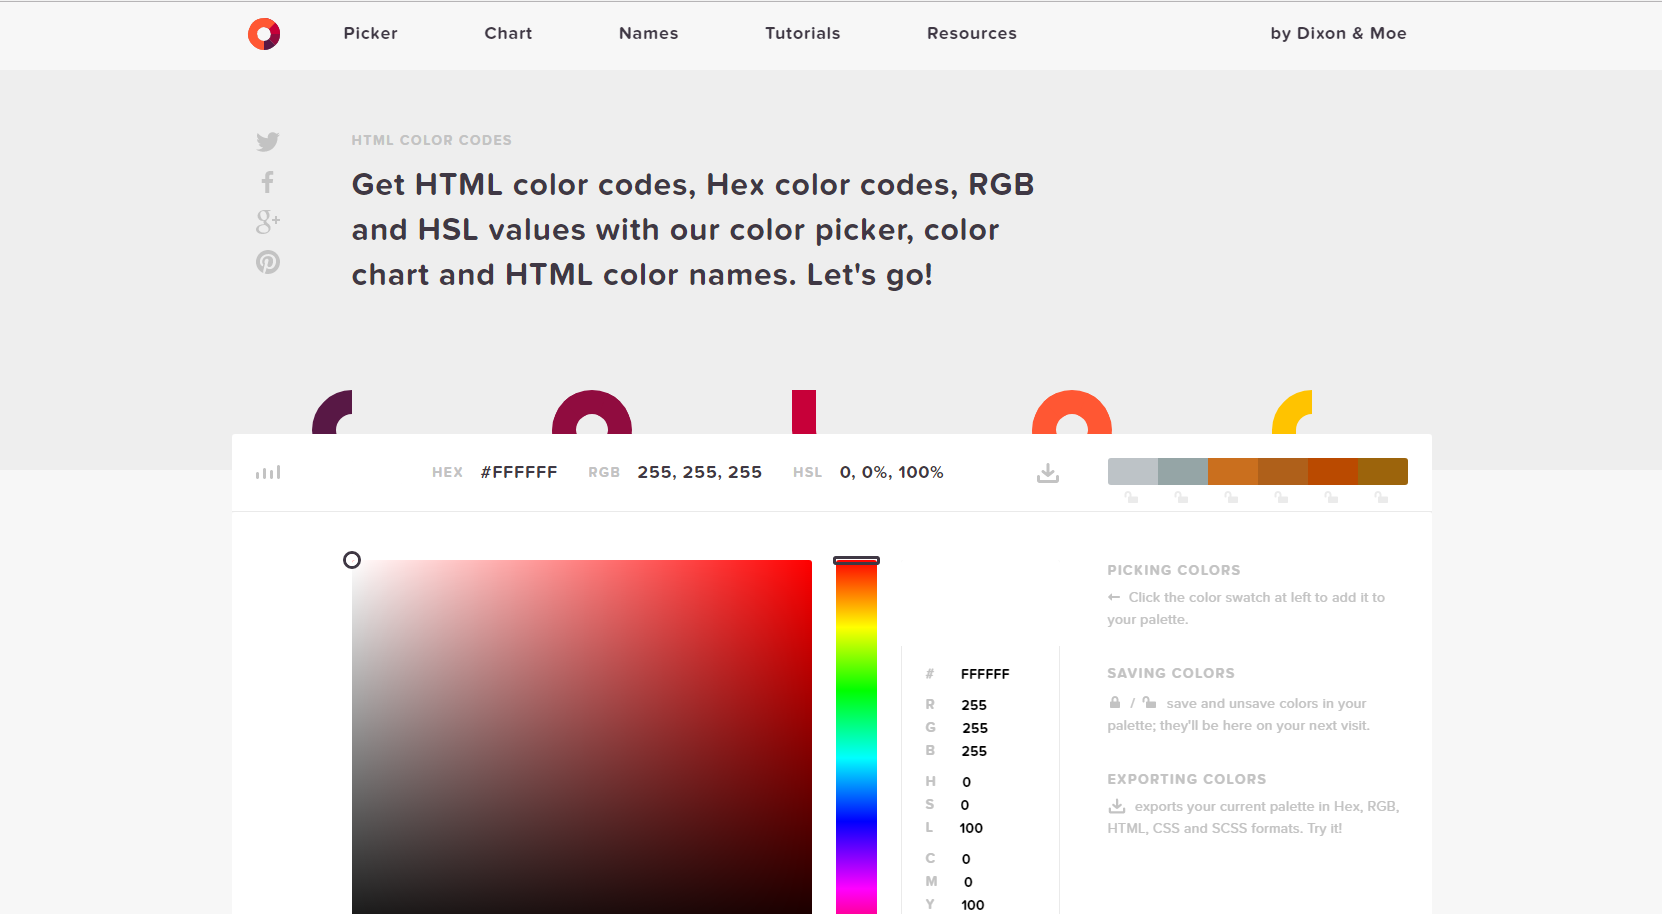 Picker Chart Names Tutorials Resources by Dixon & Moe
HTML COLOR CODES
Get HTML color codes, Hex color codes, RGB
and HSL values with our color picker, color
chart and HTML color names. Let's go!
HEX #FFFFFF RGB 255, 255, 255 HSL 0, 0%, 100%
# FFFFFF
R 255
G 255
B 255
H 0
S 0
L 100
C 0
M 0
Y 100
PICKING COLORS
← Click the color swatch at left to add it to
your palette.
SAVING COLORS
/ save and unsave colors in your
palette; they'll be here on your next visit.
EXPORTING COLORS
exports your current palette in Hex, RGB,
HTML, CSS and SCSS formats. Try it!